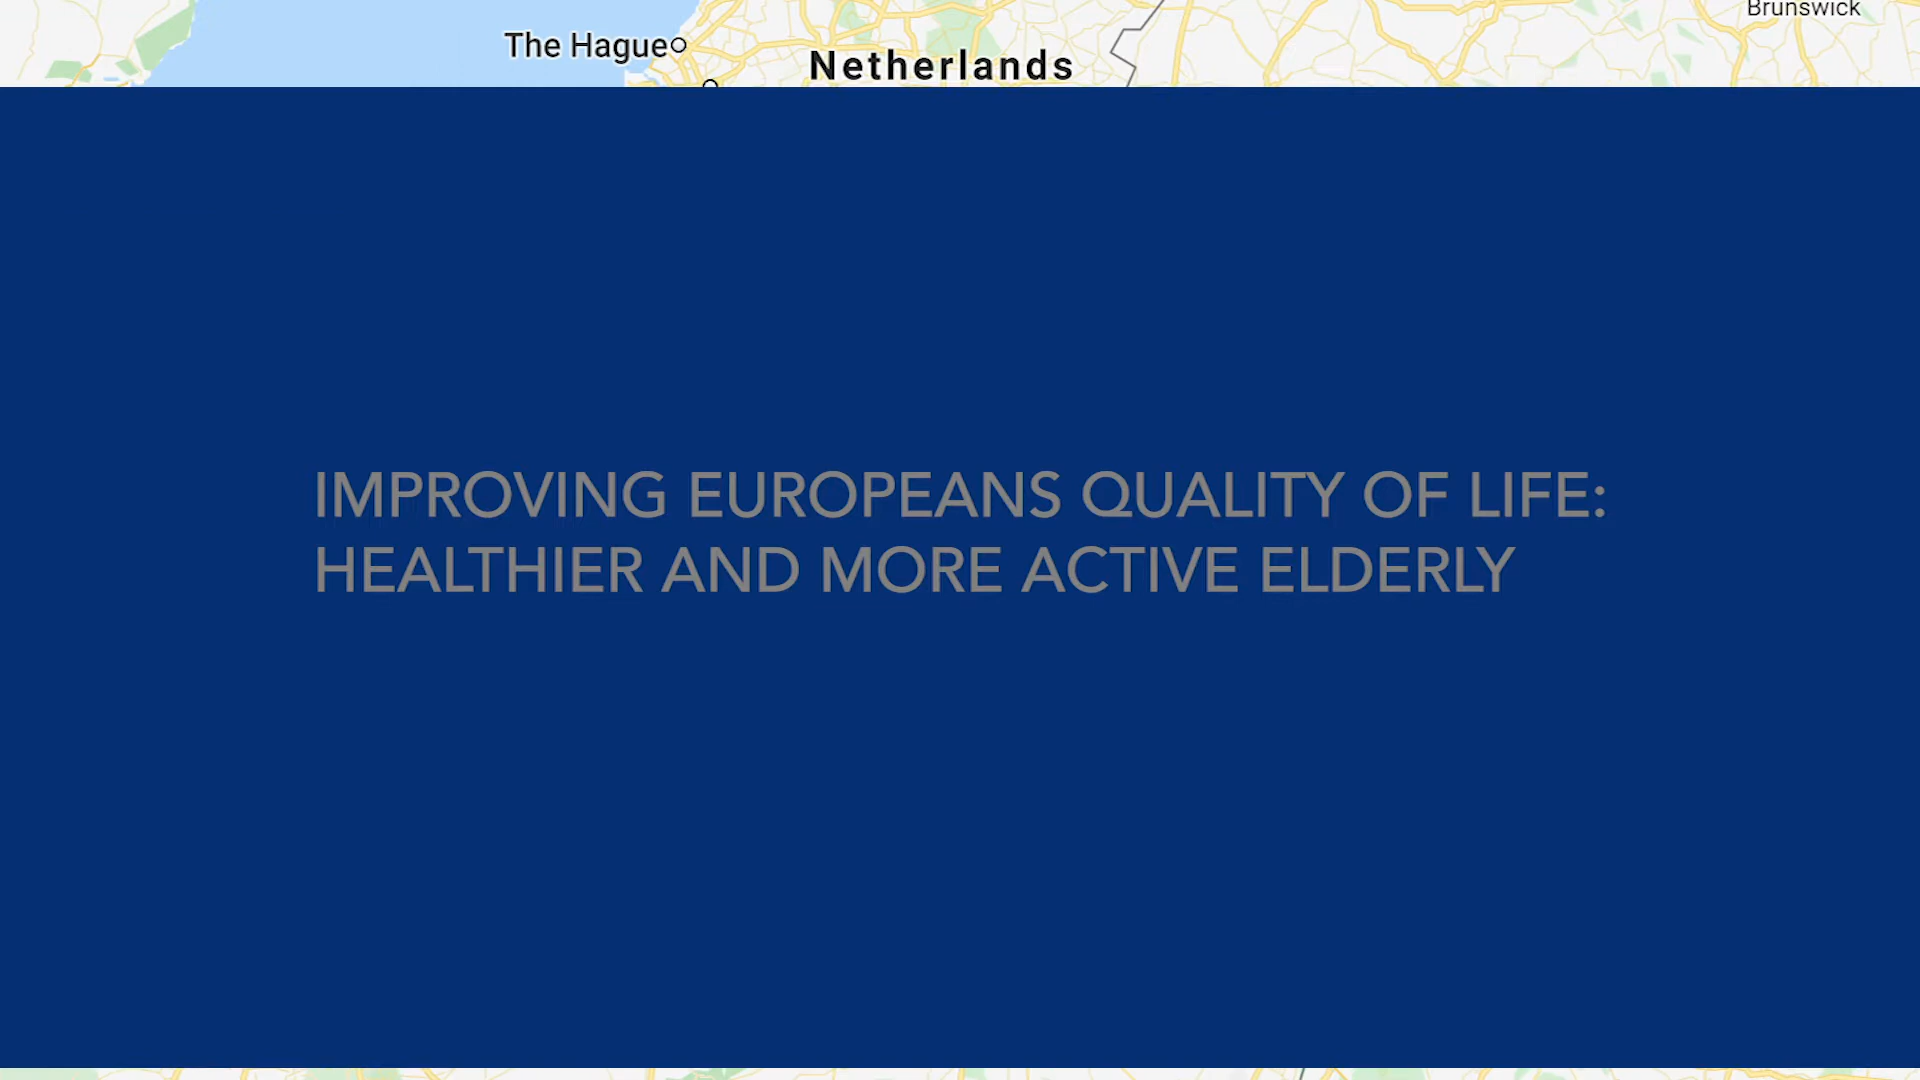 Brunswick
The Hague
Netherlands
IMPROVING EUROPEANS QUALITY OF LIFE:
HEALTHIER AND MORE ACTIVE ELDERLY